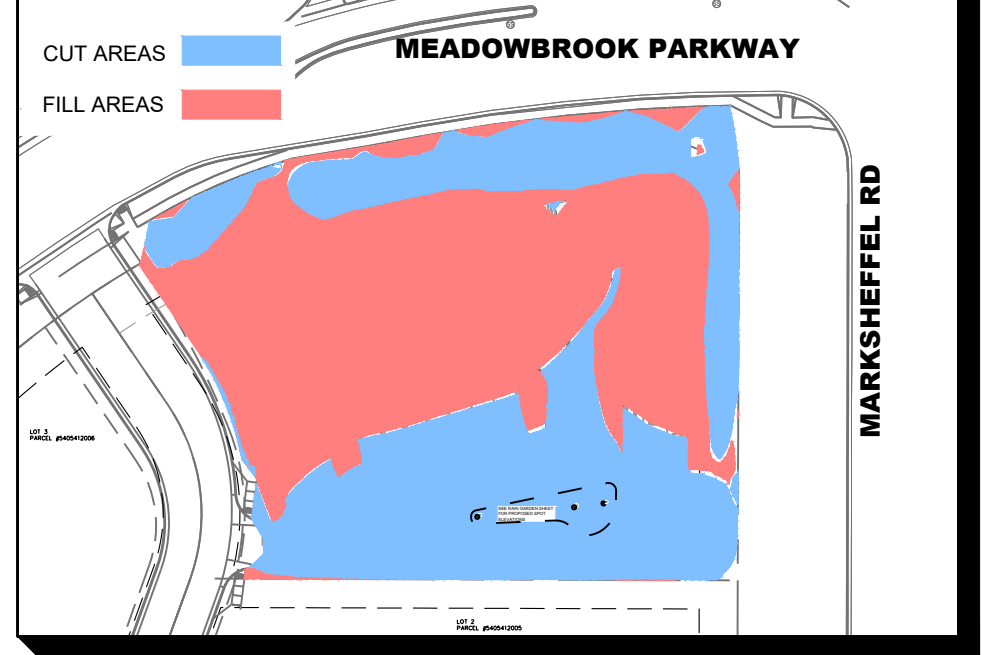 CUT AREAS
FILL AREAS
MEADOWBROOK PARKWAY
MARKSHEFFEL RD
LOT 3
PARCEL #5405412006
SEE RAIN GARDEN SHEET
FOR PROPOSED SPOT
ELEVATIONS
LOT 2
PARCEL #5405412005